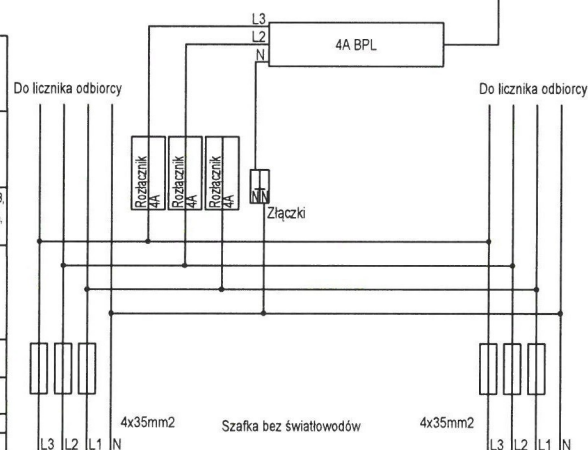 L3
L2
N
4A BPL
Do licznika odbiorcy
Do licznika odbiorcy
Rozłącznik
4A
Rozłącznik
4A
Rozłącznik
4A
N N
Złączki
4x35mm2
Szafka bez światłowodów
4x35mm2
L3 L2 L1 N
L3 L2 L1 N